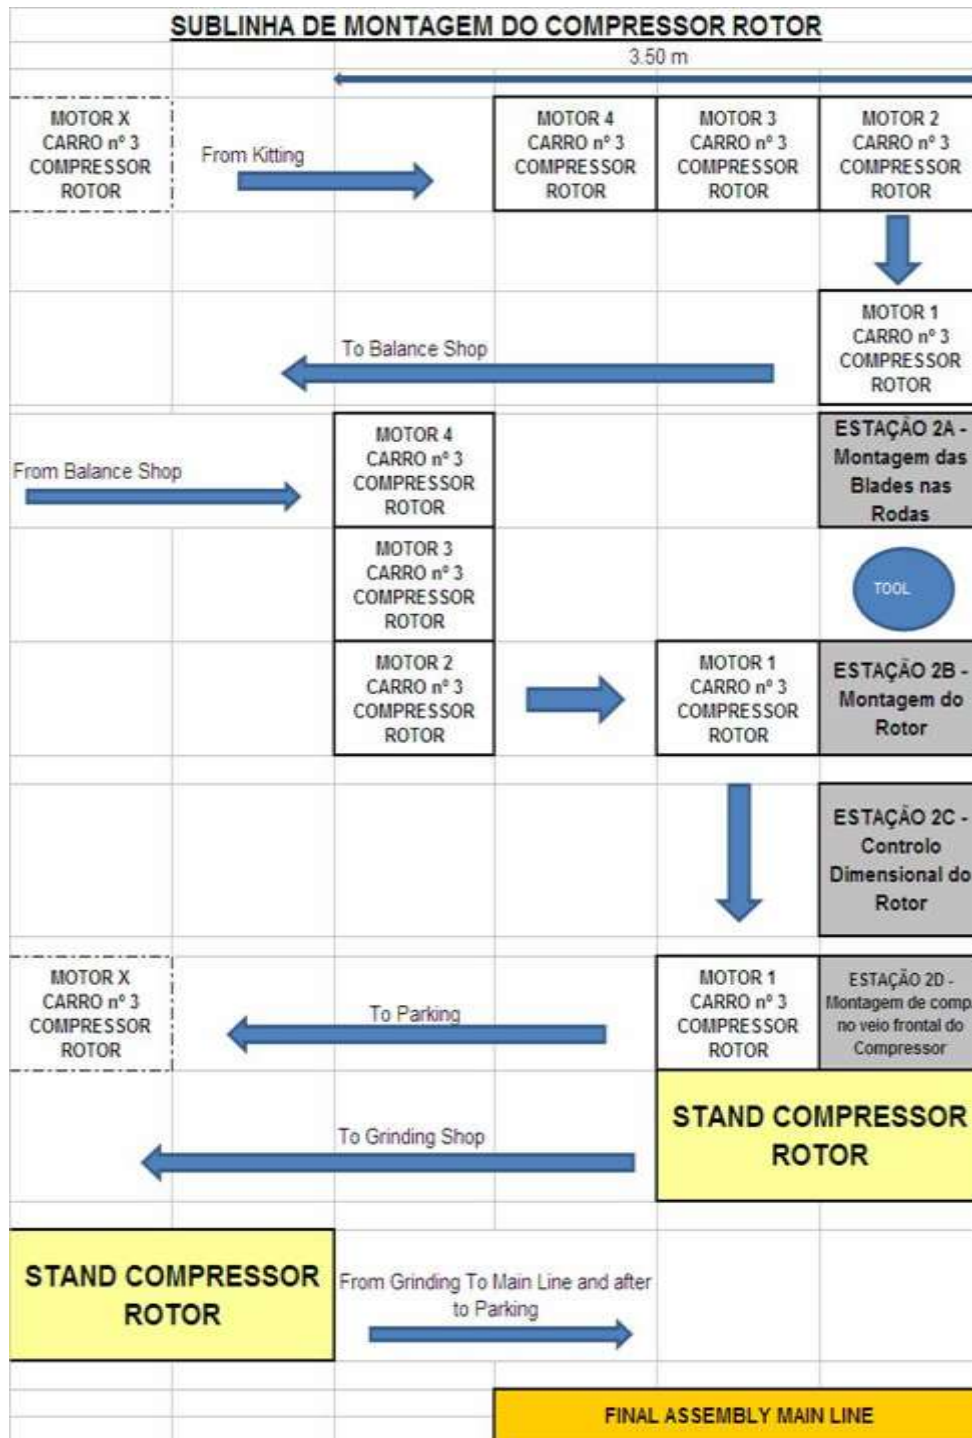 SUBLINHA DE MONTAGEM DO COMPRESSOR ROTOR
3.50 m
MOTOR X
CARRO nº 3
COMPRESSOR
ROTOR
From Kitting
MOTOR 4
CARRO nº 3
COMPRESSOR
ROTOR
MOTOR 3
CARRO nº 3
COMPRESSOR
ROTOR
MOTOR 2
CARRO nº 3
COMPRESSOR
ROTOR
To Balance Shop
MOTOR 1
CARRO nº 3
COMPRESSOR
ROTOR
From Balance Shop
MOTOR 4
CARRO nº 3
COMPRESSOR
ROTOR
ESTAÇÃO 2A -
Montagem das
Blades nas
Rodas
MOTOR 3
CARRO nº 3
COMPRESSOR
ROTOR
TOOL
MOTOR 2
CARRO nº 3
COMPRESSOR
ROTOR
MOTOR 1
CARRO nº 3
COMPRESSOR
ROTOR
ESTAÇÃO 2B -
Montagem do
Rotor
ESTAÇÃO 2C -
Controlo
Dimensional do
Rotor
MOTOR X
CARRO nº 3
COMPRESSOR
ROTOR
To Parking
MOTOR 1
CARRO nº 3
COMPRESSOR
ROTOR
ESTAÇÃO 2D -
Montagem de comp.
no veio frontal do
Compressor
To Grinding Shop
STAND COMPRESSOR
ROTOR
STAND COMPRESSOR
ROTOR
From Grinding To Main Line and after
to Parking
FINAL ASSEMBLY MAIN LINE